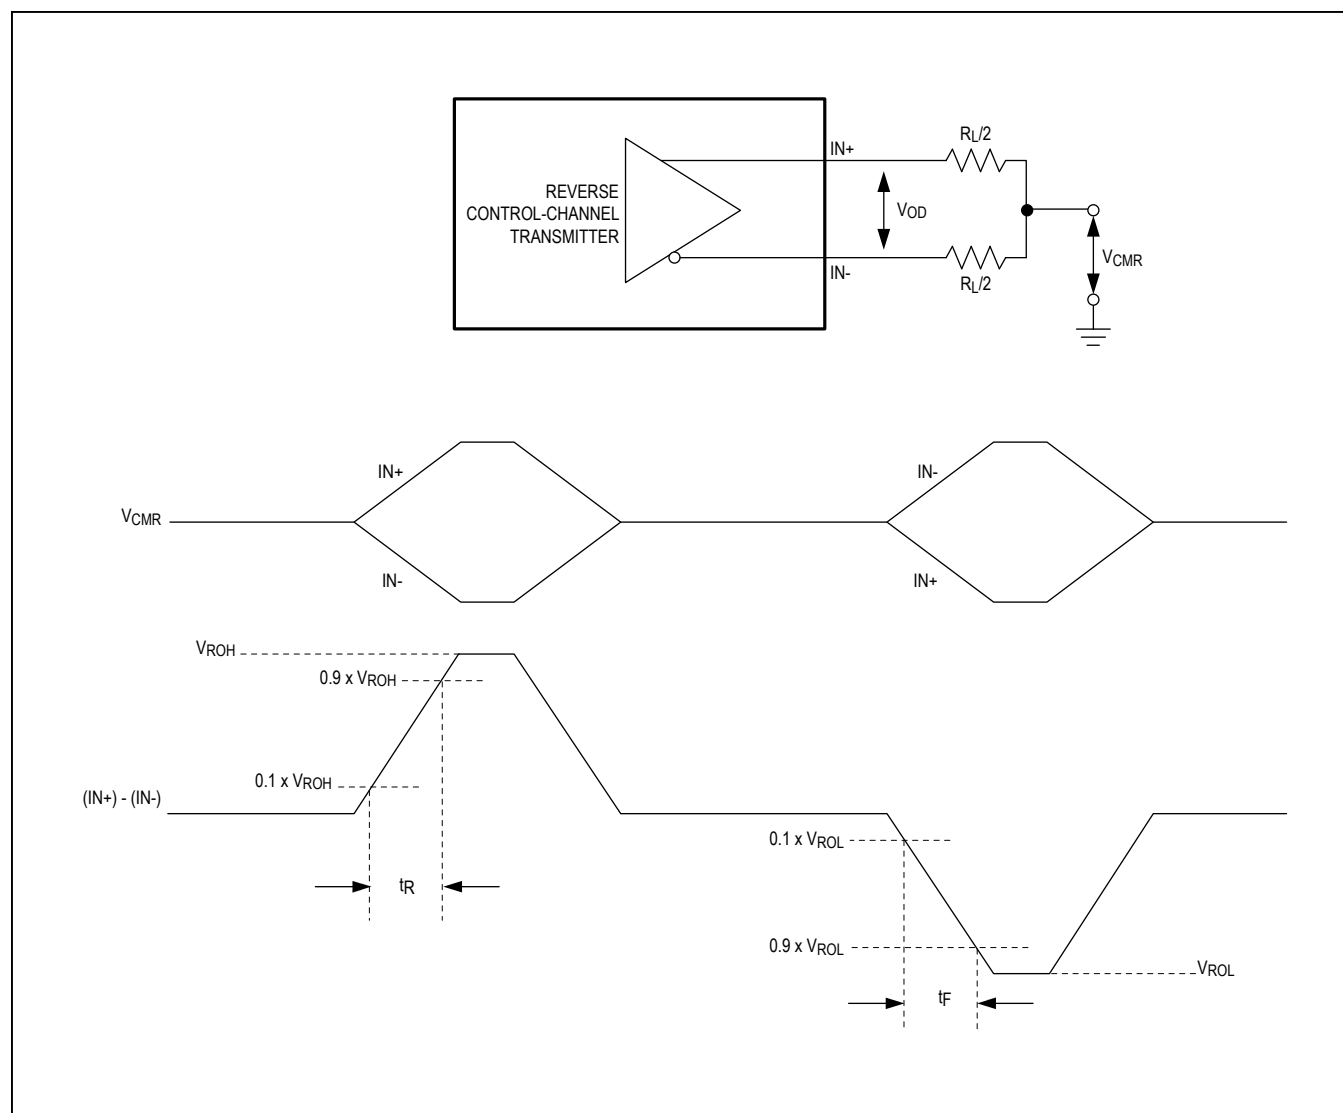 IN+
RL/2
REVERSE
CONTROL-CHANNEL
TRANSMITTER
VOD
VCMR
IN-
RL/2
IN+
IN-
VCMR
IN-
IN+
VROH
0.9 x VROH
0.1 x VROH
(IN+) - (IN-)
0.1 x VROL
tR
0.9 x VROL
VROL
tF